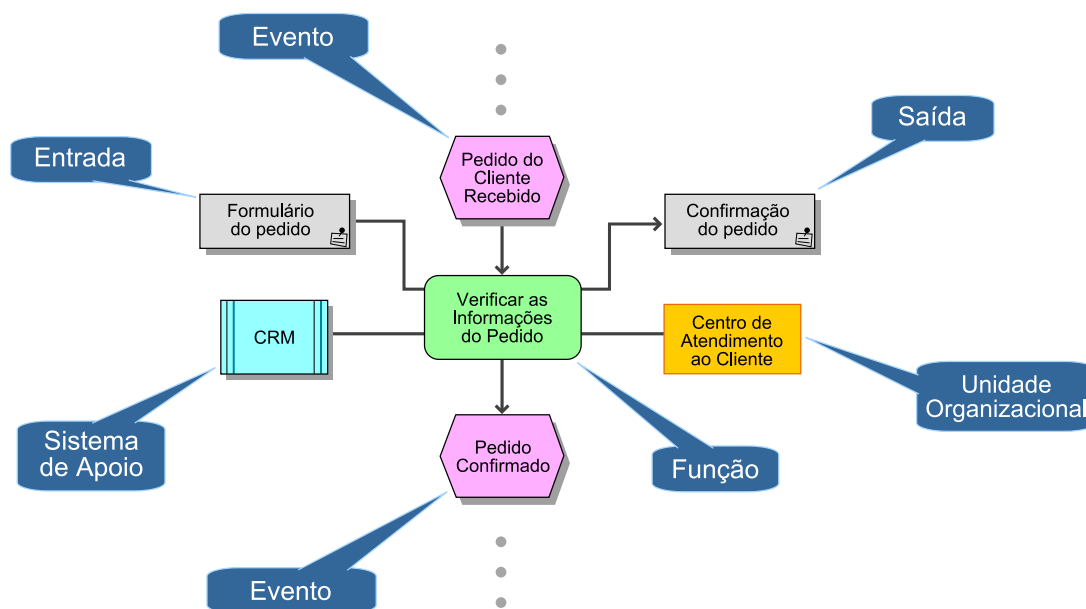 Evento
Saída
Entrada
Pedido do
Cliente
Recebido
Formulário
do pedido
Confirmação
do pedido
Verificar as
Informações
do Pedido
CRM
Centro de
Atendimento
ao Cliente
Unidade
Organizacional
Sistema
de Apoio
Pedido
Confirmado
Função
Evento